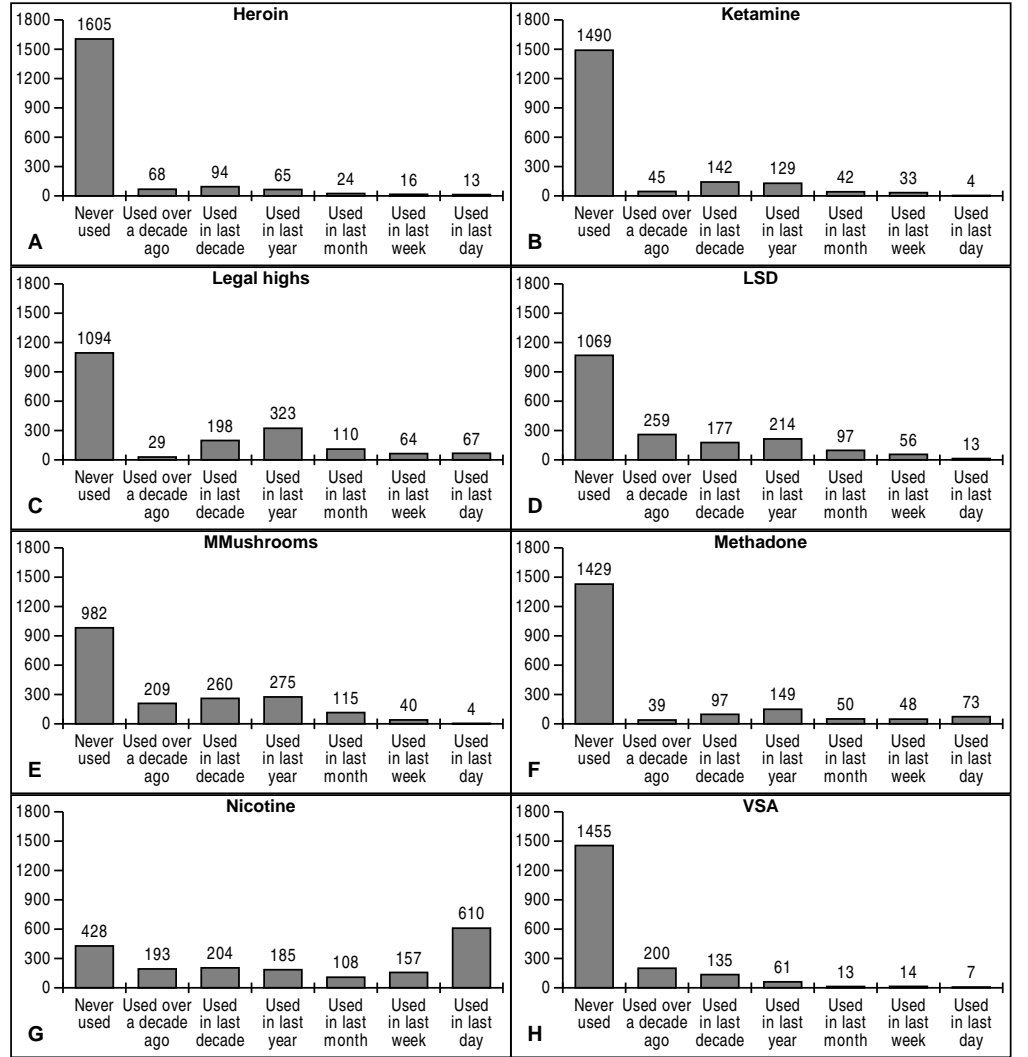 Heroin
1800
1500
1200
900
600
300
0
1605
68
94
65
24
16
13
Never used
Used over a decade ago
Used in last decade
Used in last year
Used in last month
Used in last week
Used in last day
A
Ketamine
1800
1500
1200
900
600
300
0
1490
45
142
129
42
33
4
Never used
Used over a decade ago
Used in last decade
Used in last year
Used in last month
Used in last week
Used in last day
B
Legal highs
1800
1500
1200
900
600
300
0
1094
29
198
323
110
64
67
Never used
Used over a decade ago
Used in last decade
Used in last year
Used in last month
Used in last week
Used in last day
C
LSD
1800
1500
1200
900
600
300
0
1069
259
177
214
97
56
13
Never used
Used over a decade ago
Used in last decade
Used in last year
Used in last month
Used in last week
Used in last day
D
MMushrooms
1800
1500
1200
900
600
300
0
982
209
260
275
115
40
4
Never used
Used over a decade ago
Used in last decade
Used in last year
Used in last month
Used in last week
Used in last day
E
Methadone
1800
1500
1200
900
600
300
0
1429
39
97
149
50
48
73
Never used
Used over a decade ago
Used in last decade
Used in last year
Used in last month
Used in last week
Used in last day
F
Nicotine
1800
1500
1200
900
600
300
0
428
193
204
185
108
157
610
Never used
Used over a decade ago
Used in last decade
Used in last year
Used in last month
Used in last week
Used in last day
G
VSA
1800
1500
1200
900
600
300
0
1455
200
135
61
13
14
7
Never used
Used over a decade ago
Used in last decade
Used in last year
Used in last month
Used in last week
Used in last day
H